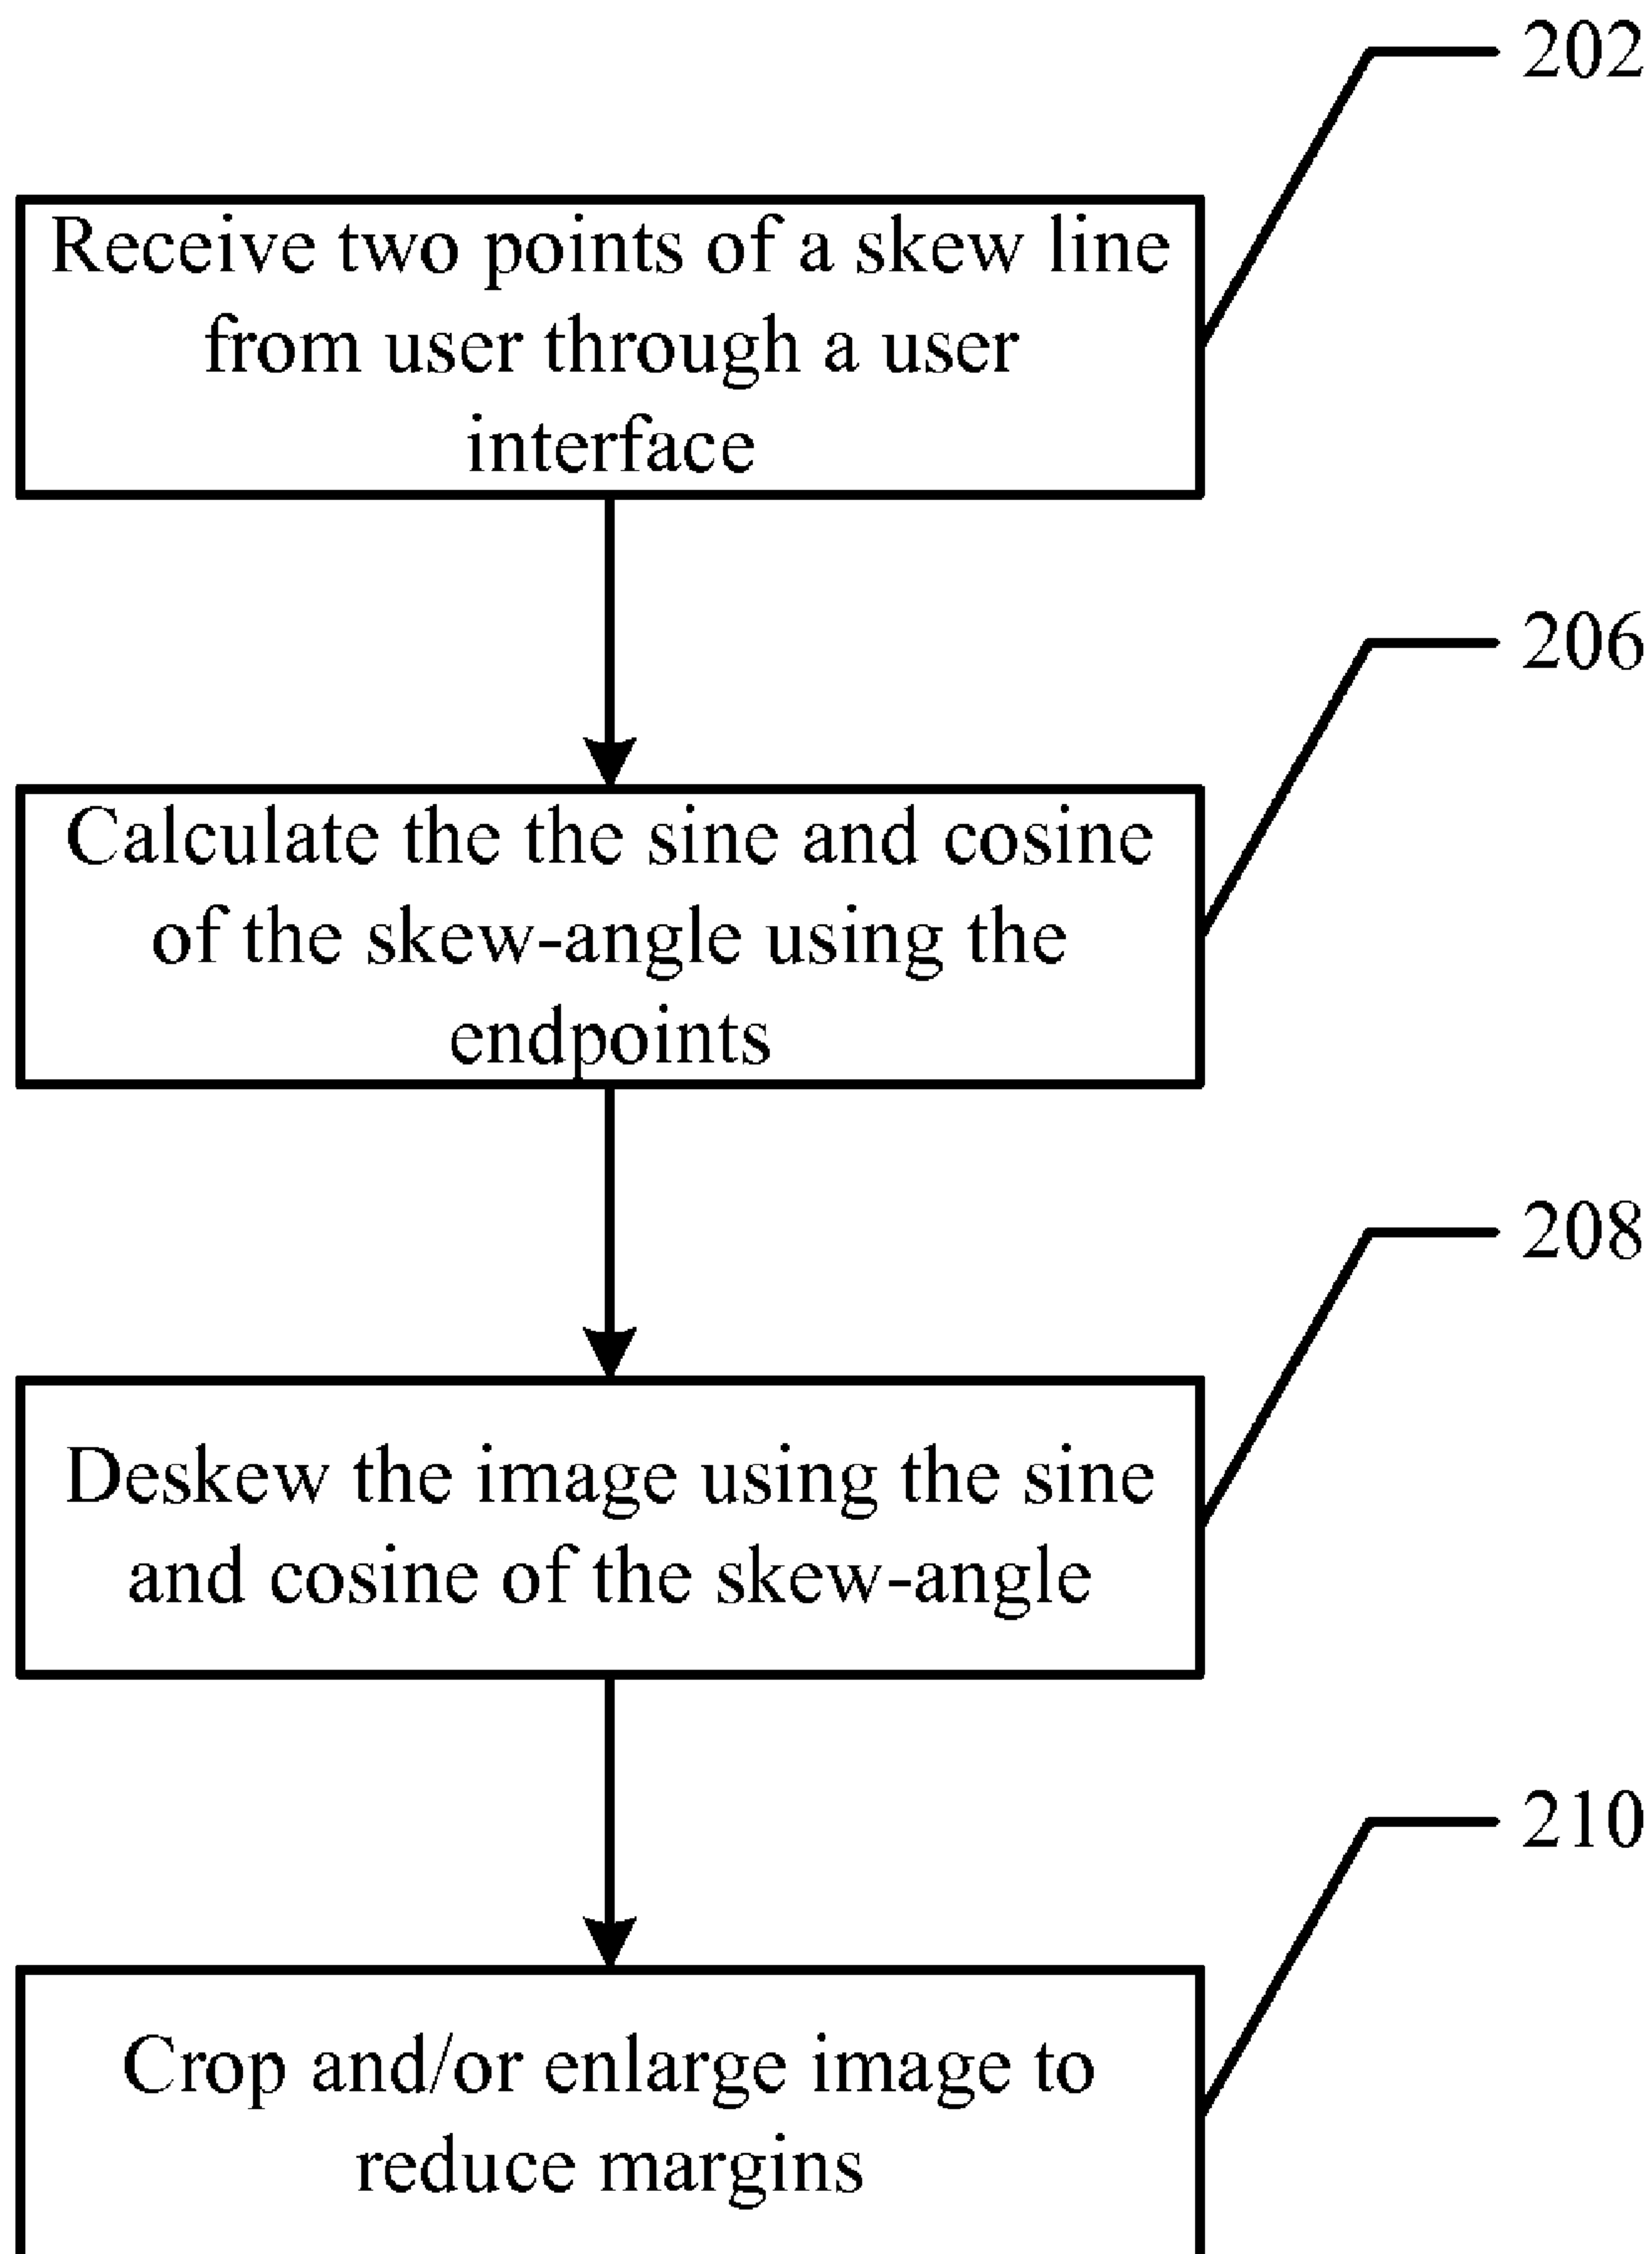 202
Receive two points of a skew line
from user through a user
interface
206
Calculate the the sine and cosine
of the skew-angle using the
endpoints
208
Deskew the image using the sine
and cosine of the skew-angle
210
Crop and/or enlarge image to
reduce margins